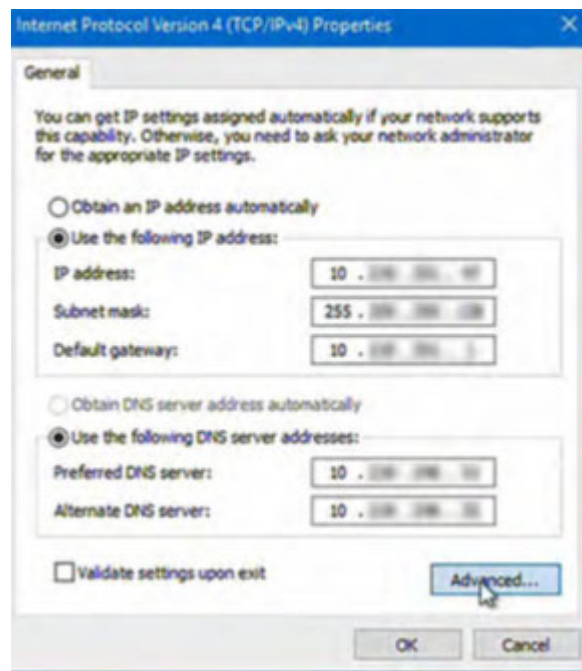 Internet Protocol Version 4 (TCP/IPv4) Properties
General
You can get IP settings assigned automatically if your network supports
this capability. Otherwise, you need to ask your network administrator
for the appropriate IP settings.
Obtain an IP address automatically
Use the following IP address:
IP address: 10 .
Subnet mask: 255 .
Default gateway: 10 .
Obtain DNS server address automatically
Use the following DNS server addresses:
Preferred DNS server: 10 .
Alternate DNS server: 10 .
Validate settings upon exit
Advanced...
OK Cancel